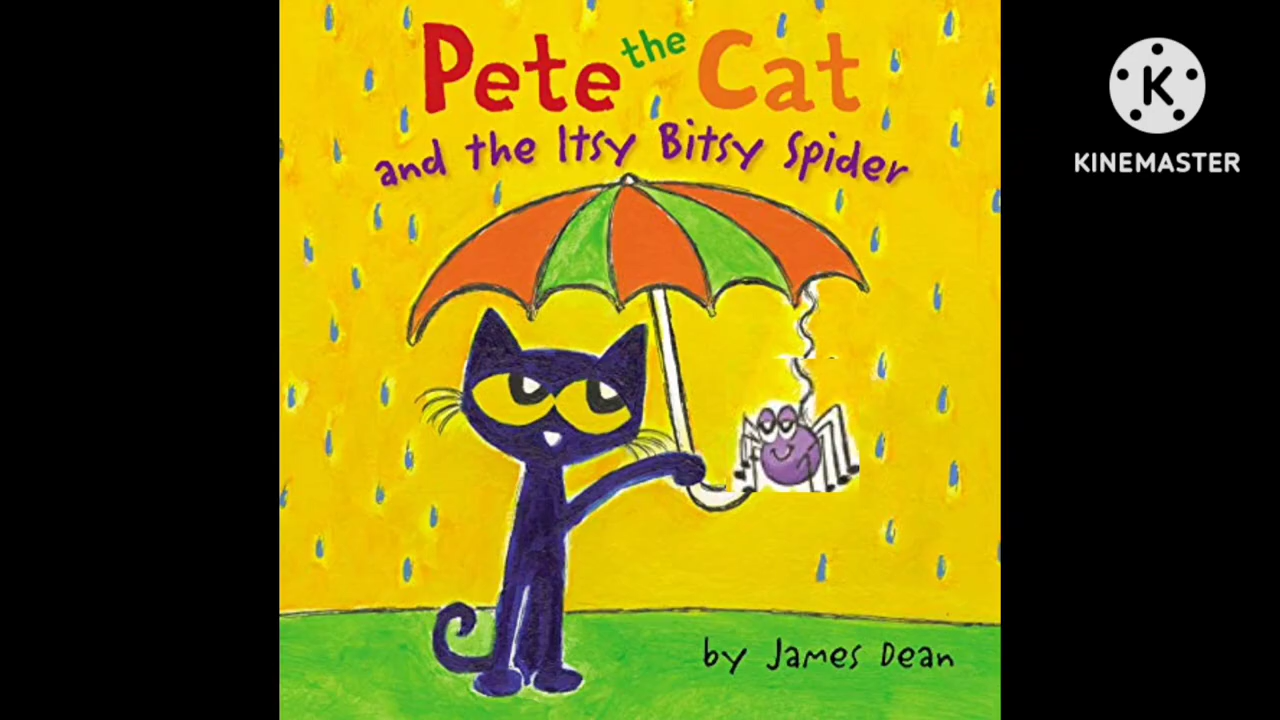 Pete the Cat
and the Itsy Bitsy Spider
K
KINEMASTER
by James Dean